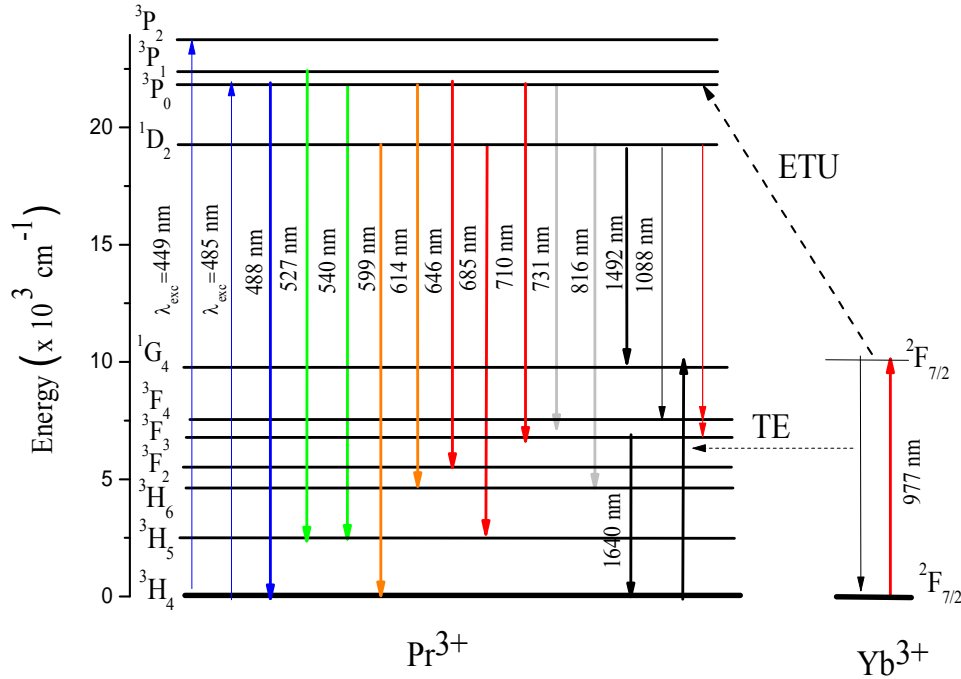 ³P₂
³P₁
³P₀
¹D₂
¹G₄
³F₄
³F₃
³F₂
³H₆
³H₅
³H₄
20
15
10
5
0
Energy (x 10³ cm⁻¹)
λexc=449 nm
λexc=485 nm
488 nm
527 nm
540 nm
599 nm
614 nm
646 nm
685 nm
710 nm
731 nm
816 nm
1492 nm
1088 nm
1640 nm
ETU
TE
977 nm
²F₇/₂
²F₇/₂
Pr³⁺
Yb³⁺